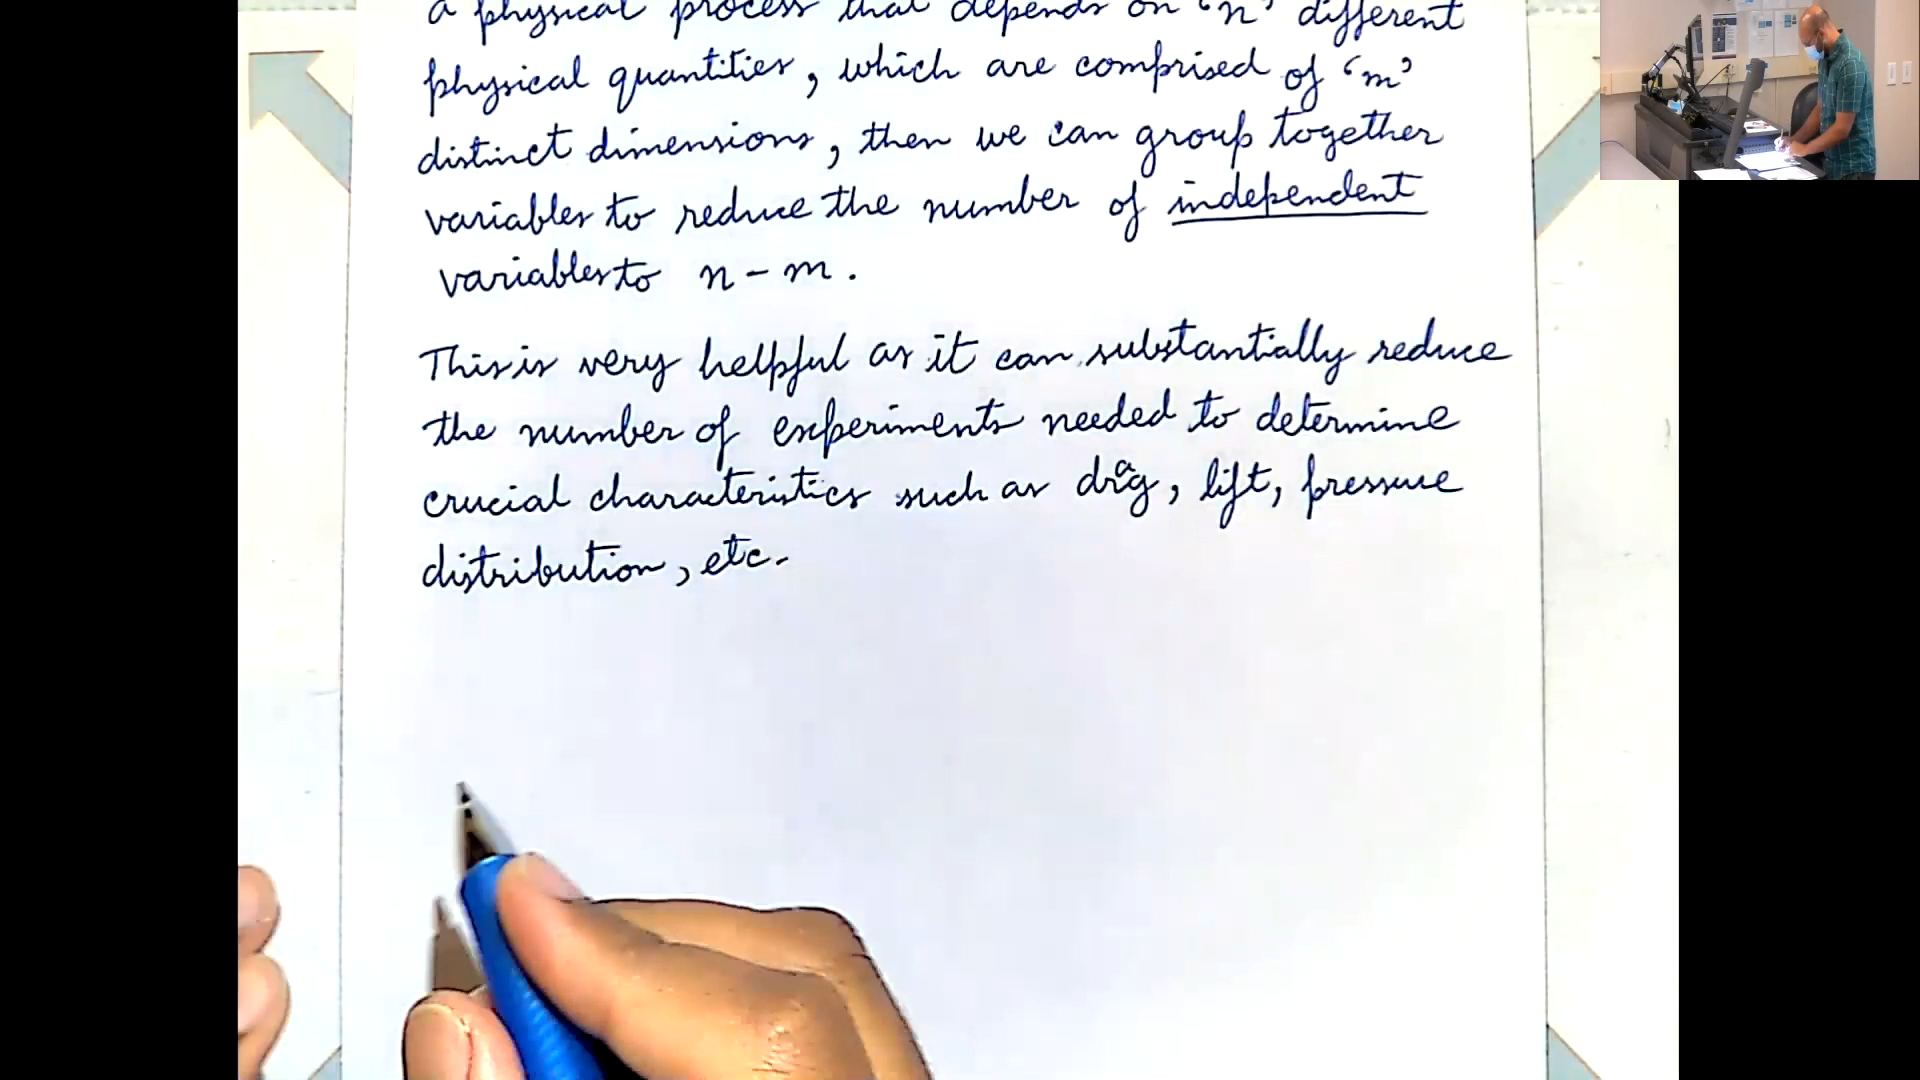 a physical process that depends on 'n' different
physical quantities, which are comprised of 'm'
distinct dimensions, then we can group together
variables to reduce the number of independent
variables to n - m.
This is very helpful as it can substantially reduce
the number of experiments needed to determine
crucial characteristics such as drag, lift, pressure
distribution, etc.